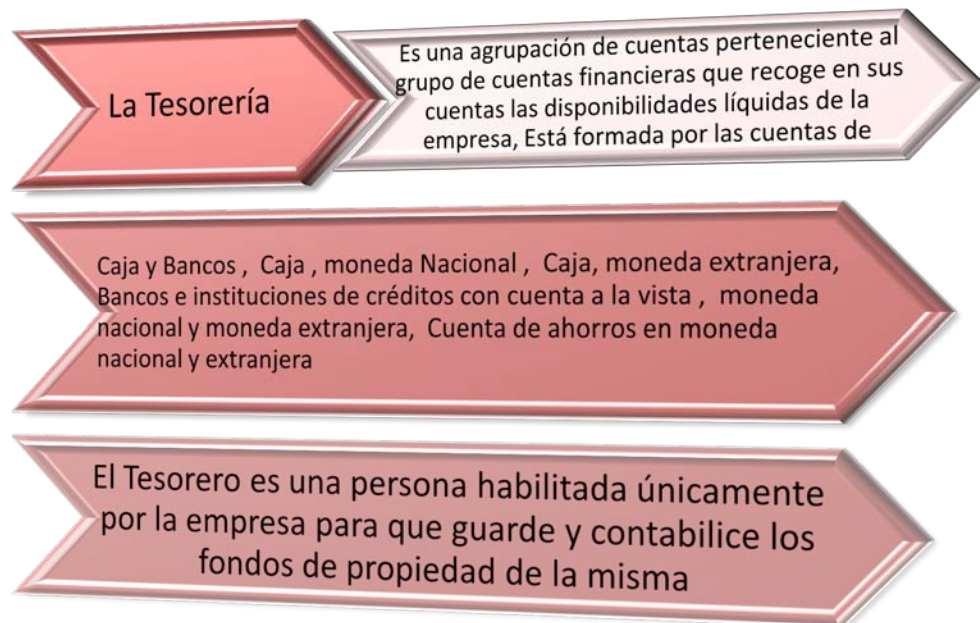 La Tesorería
Es una agrupación de cuentas perteneciente al
grupo de cuentas financieras que recoge en sus
cuentas las disponibilidades líquidas de la
empresa, Está formada por las cuentas de
Caja y Bancos , Caja , moneda Nacional , Caja, moneda extranjera,
Bancos e instituciones de créditos con cuenta a la vista , moneda
nacional y moneda extranjera, Cuenta de ahorros en moneda
nacional y extranjera
El Tesorero es una persona habilitada únicamente
por la empresa para que guarde y contabilice los
fondos de propiedad de la misma